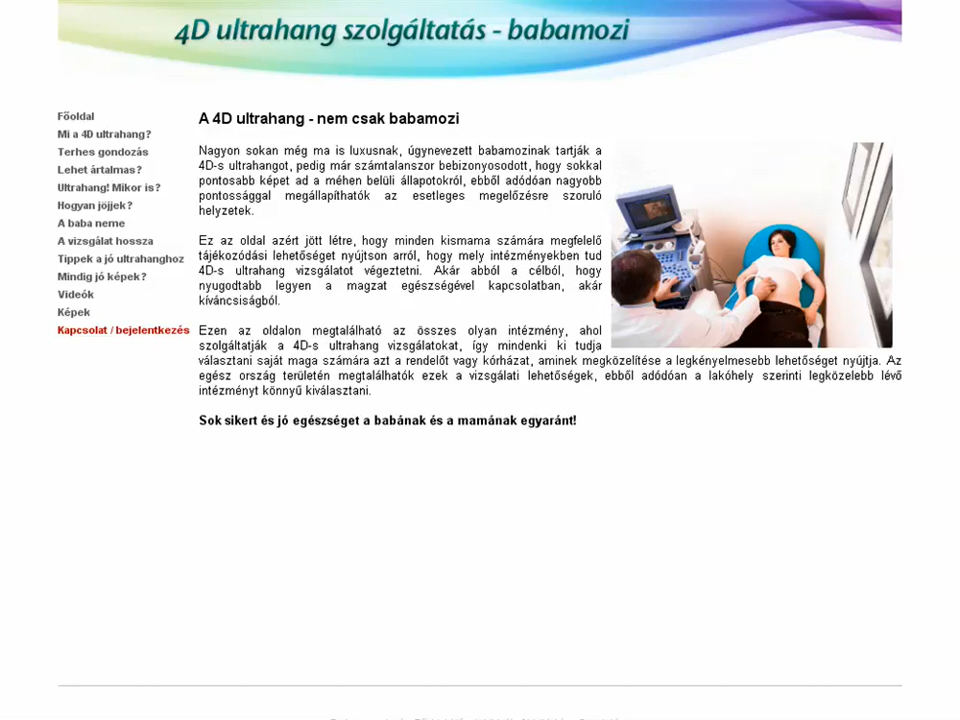 4D ultrahang szolgáltatás - babamozi
Főoldal
Mi a 4D ultrahang?
Terhes gondozás
Lehet ártalmas?
Ultrahang! Mikor is?
Hogyan jöjjek?
A baba neme
A vizsgálat hossza
Tippek a jó ultrahanghoz
Mindig jó képek?
Videók
Képek
Kapcsolat / bejelentkezés
A 4D ultrahang - nem csak babamozi
Nagyon sokan még ma is luxusnak, úgynevezett babamozinak tartják a
4D-s ultrahangot, pedig már számtalanszor bebizonyosodott, hogy sokkal
pontosabb képet ad a méhen belüli állapotokról, ebből adódóan nagyobb
pontossággal megállapíthatók az esetleges megelőzésre szoruló
helyzetek.
Ez az oldal azért jött létre, hogy minden kismama számára megfelelő
tájékozódási lehetőséget nyújtson arról, hogy mely intézményekben tud
4D-s ultrahang vizsgálatot végeztetni. Akár abból a célból, hogy
nyugodtabb legyen a magzat egészségével kapcsolatban, akár
kíváncsiságból.
Ezen az oldalon megtalálható az összes olyan intézmény, ahol
szolgáltatják a 4D-s ultrahang vizsgálatokat, így mindenki ki tudja
választani saját maga számára azt a rendelőt vagy kórházat, aminek megközelítése a legkényelmesebb lehetőséget nyújtja. Az
egész ország területén megtalálhatók ezek a vizsgálati lehetőségek, ebből adódóan a lakóhely szerinti legközelebb lévő
intézményt könnyű kiválasztani.
Sok sikert és jó egészséget a babának és a mamának egyaránt!